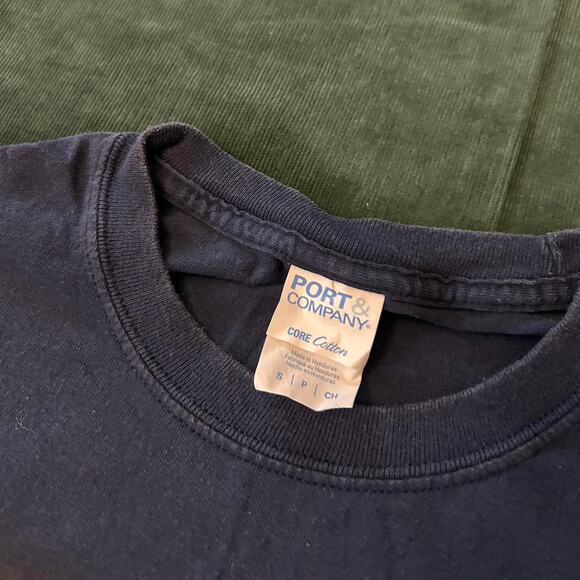 PORT &
COMPANY®
CORE Cotton
Made in Honduras
Fabriqué au Honduras
Hecho en Honduras
S | P | CH